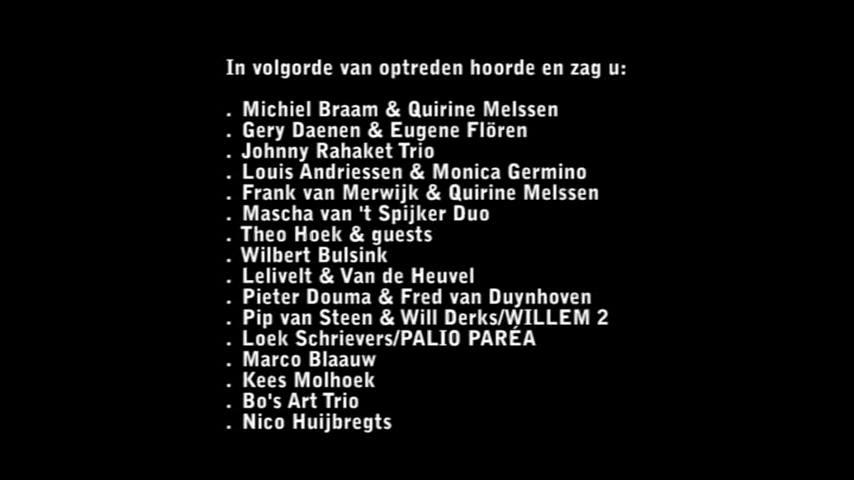 In volgorde van optreden hoorde en zag u:
. Michiel Braam & Quirine Melssen
. Gery Daenen & Eugene Flören
. Johnny Rahaket Trio
. Louis Andriessen & Monica Germino
. Frank van Merwijk & Quirine Melssen
. Mascha van 't Spijker Duo
. Theo Hoek & guests
. Wilbert Bulsink
. Lelivelt & Van de Heuvel
. Pieter Douma & Fred van Duynhoven
. Pip van Steen & Will Derks/WILLEM 2
. Loek Schrievers/PALIO PARÉA
. Marco Blaauw
. Kees Molhoek
. Bo's Art Trio
. Nico Huijbregts